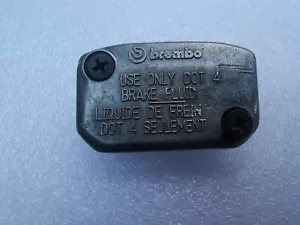 brembo
USE ONLY DOT 4
BRAKE FLUID
LIQUIDE DE FREIN
DOT 4 SEULEMENT